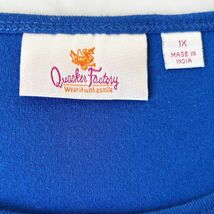 Quacker Factory
Wear it with a smile
1X
MADE IN
INDIA